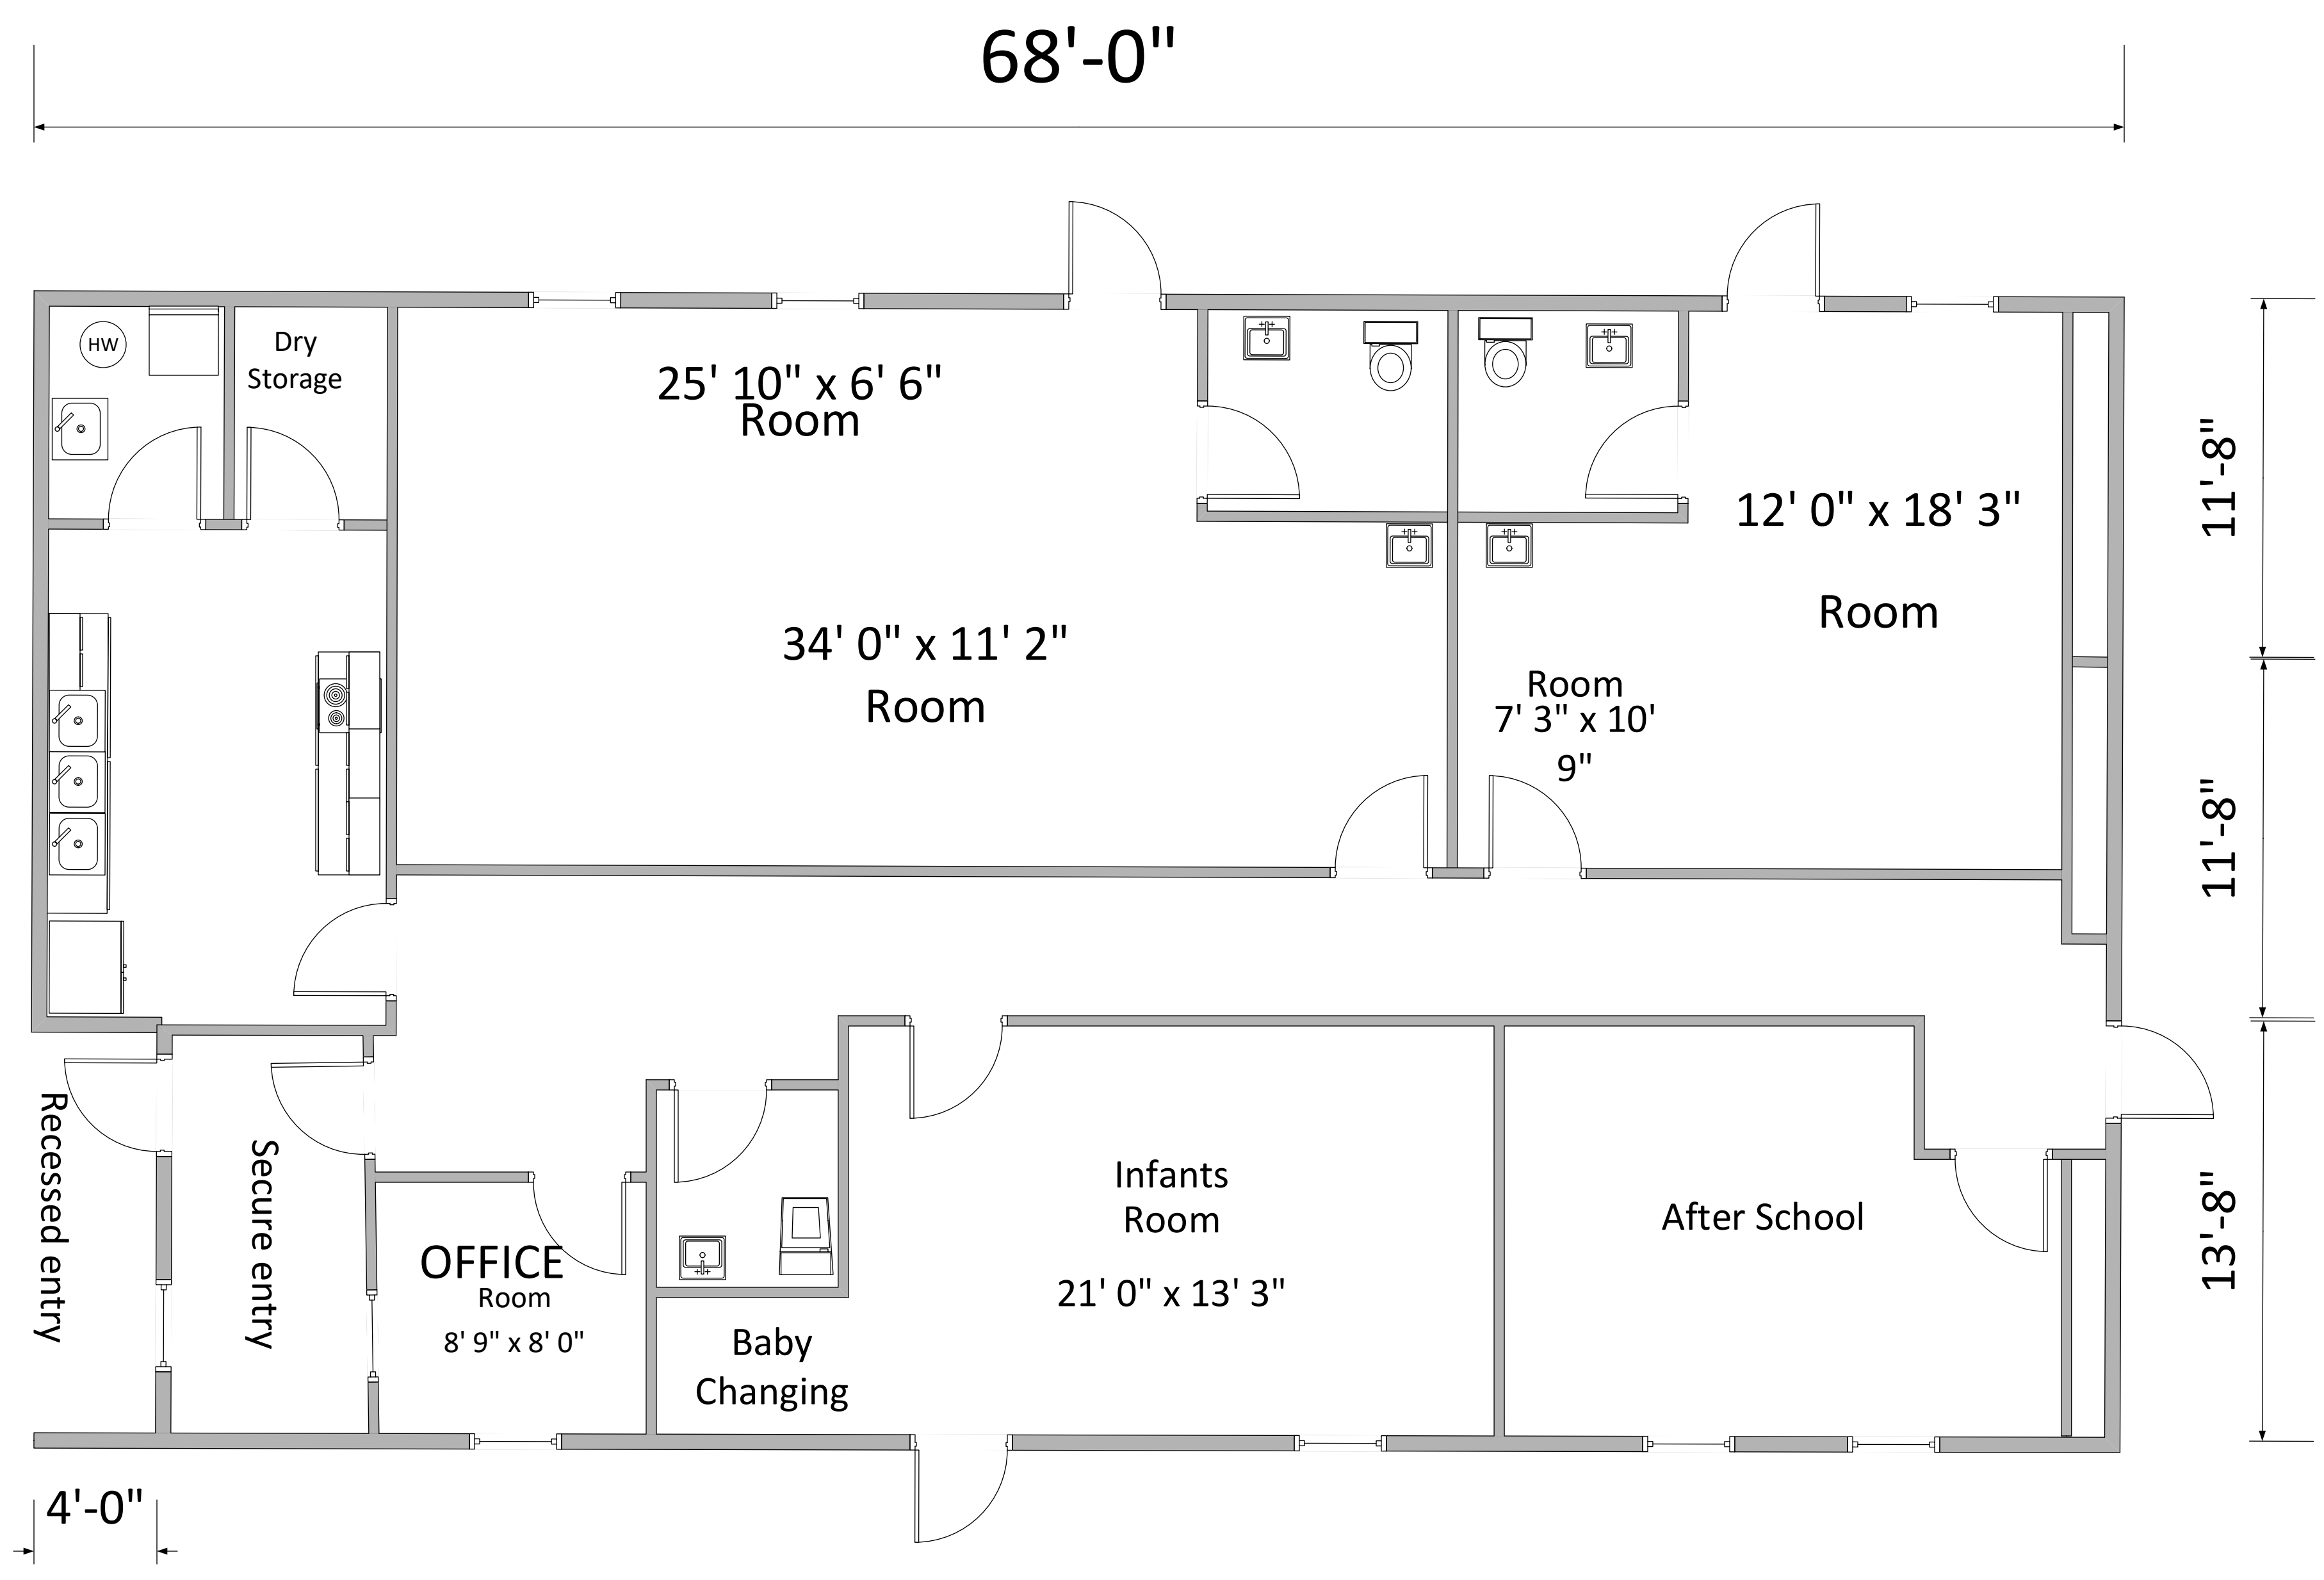 68'-0"
HW
Dry
Storage
25' 10" x 6' 6"
Room
12' 0" x 18' 3"
Room
11'-8"
34' 0" x 11' 2"
Room
Room
7' 3" x 10'
9"
11'-8"
Recessed entry
Secure entry
OFFICE
Room
8' 9" x 8' 0"
Baby
Changing
Infants
Room
21' 0" x 13' 3"
After School
13'-8"
4'-0"